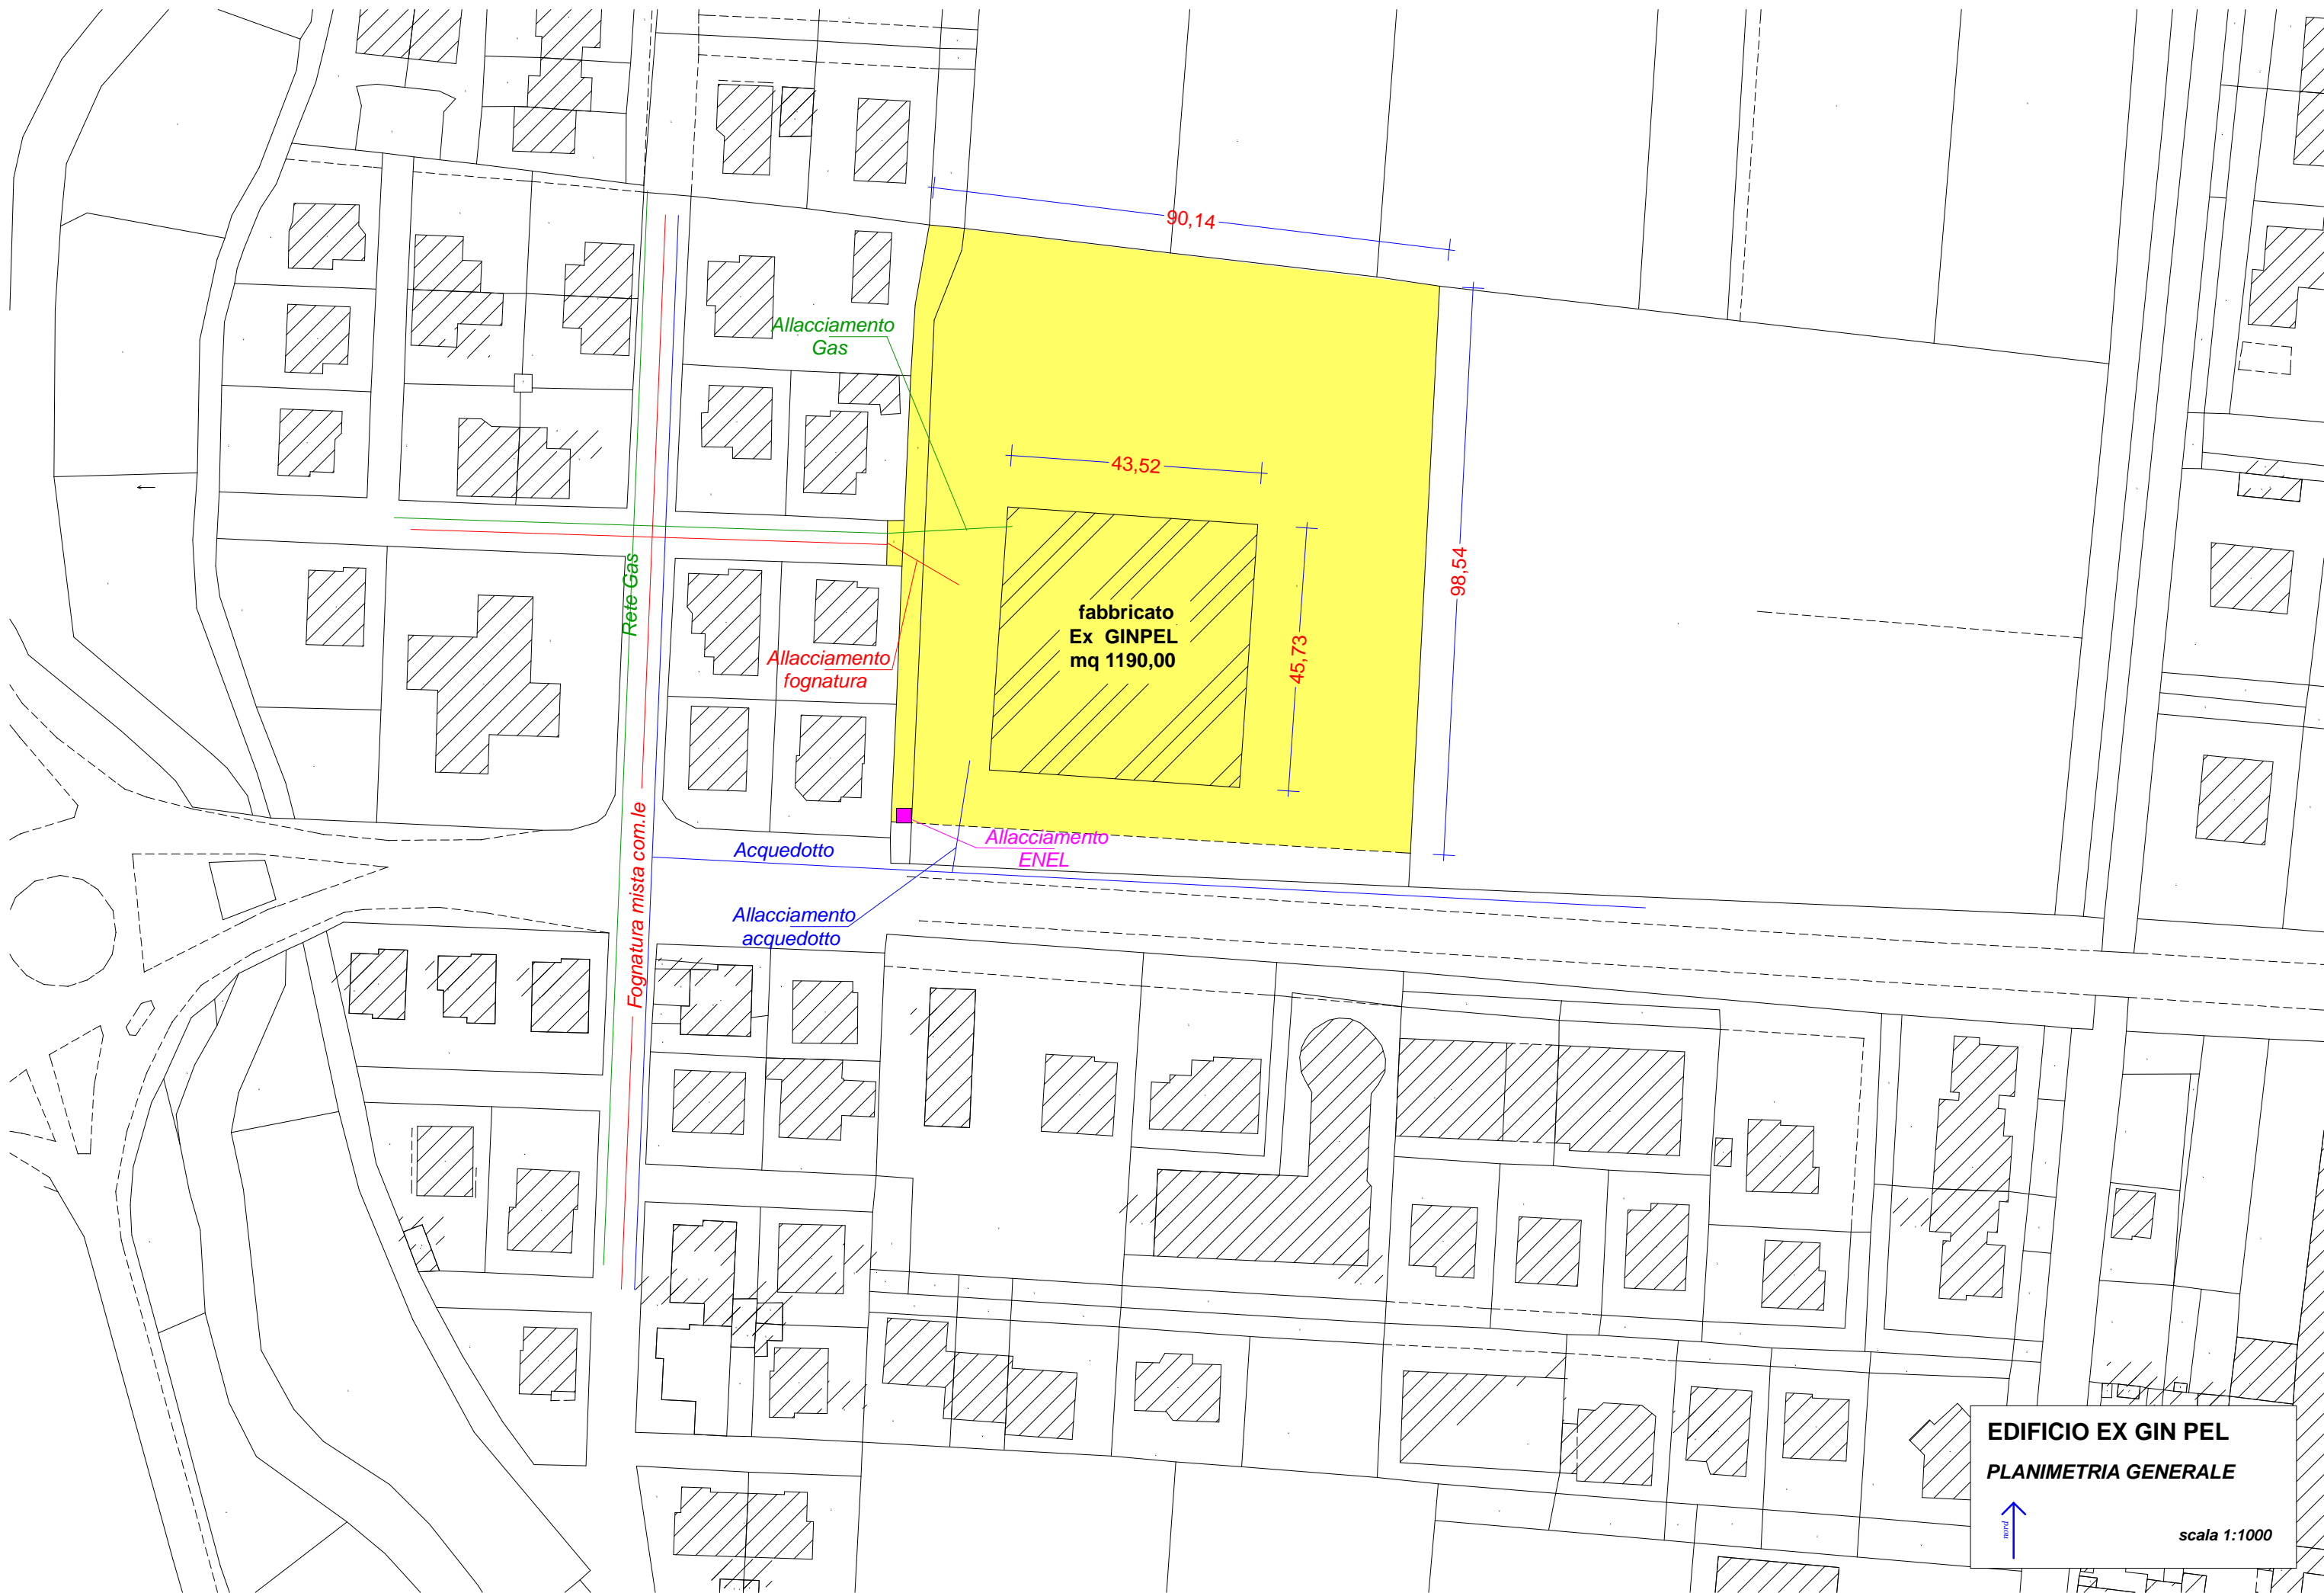 90,14
Allacciamento
Gas
43,52
98,54
Rete Gas
fabbricato
Ex GINPEL
mq 1190,00
45,73
Allacciamento
fognatura
Fognatura mista com.le
Acquedotto
Allacciamento
ENEL
Allacciamento
acquedotto
EDIFICIO EX GIN PEL
PLANIMETRIA GENERALE
nord
scala 1:1000